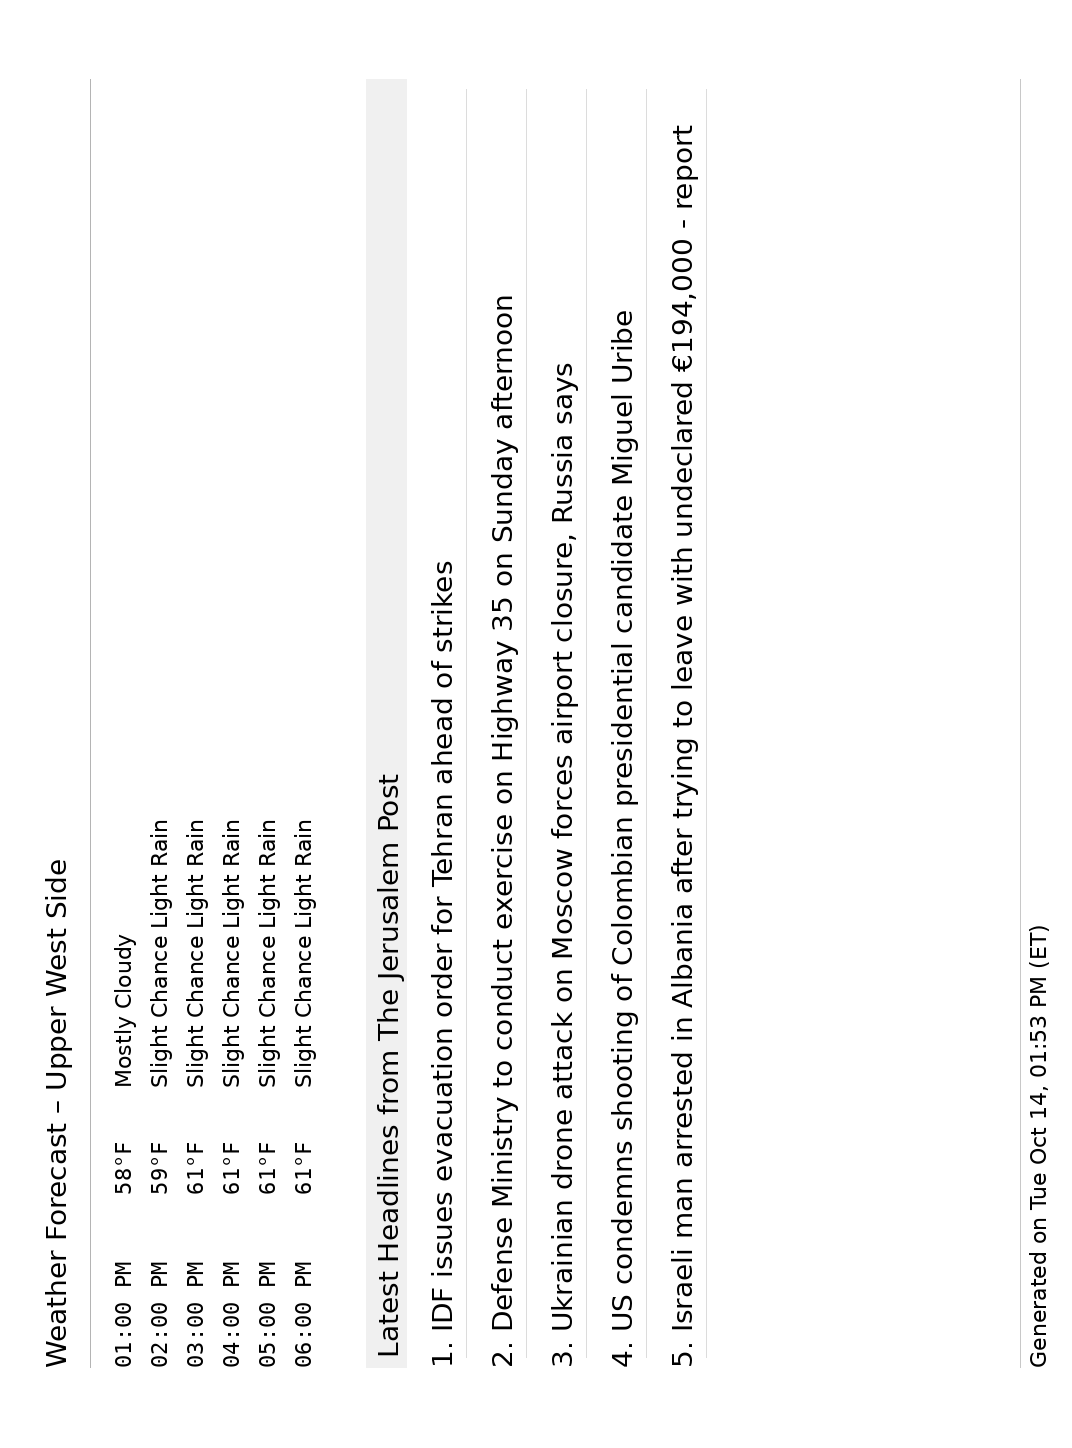 Weather Forecast – Upper West Side
01:00 PM 58°F Mostly Cloudy
02:00 PM 59°F Slight Chance Light Rain
03:00 PM 61°F Slight Chance Light Rain
04:00 PM 61°F Slight Chance Light Rain
05:00 PM 61°F Slight Chance Light Rain
06:00 PM 61°F Slight Chance Light Rain
Latest Headlines from The Jerusalem Post
1. IDF issues evacuation order for Tehran ahead of strikes
2. Defense Ministry to conduct exercise on Highway 35 on Sunday afternoon
3. Ukrainian drone attack on Moscow forces airport closure, Russia says
4. US condemns shooting of Colombian presidential candidate Miguel Uribe
5. Israeli man arrested in Albania after trying to leave with undeclared €194,000 - report
Generated on Tue Oct 14, 01:53 PM (ET)